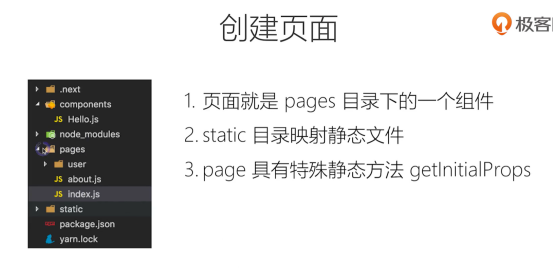 创建页面
极客
.next
components
JS Hello.js
node_modules
pages
user
JS about.js
JS index.js
static
package.json
yarn.lock
1. 页面就是 pages 目录下的一个组件
2. static 目录映射静态文件
3. page 具有特殊静态方法 getInitialProps